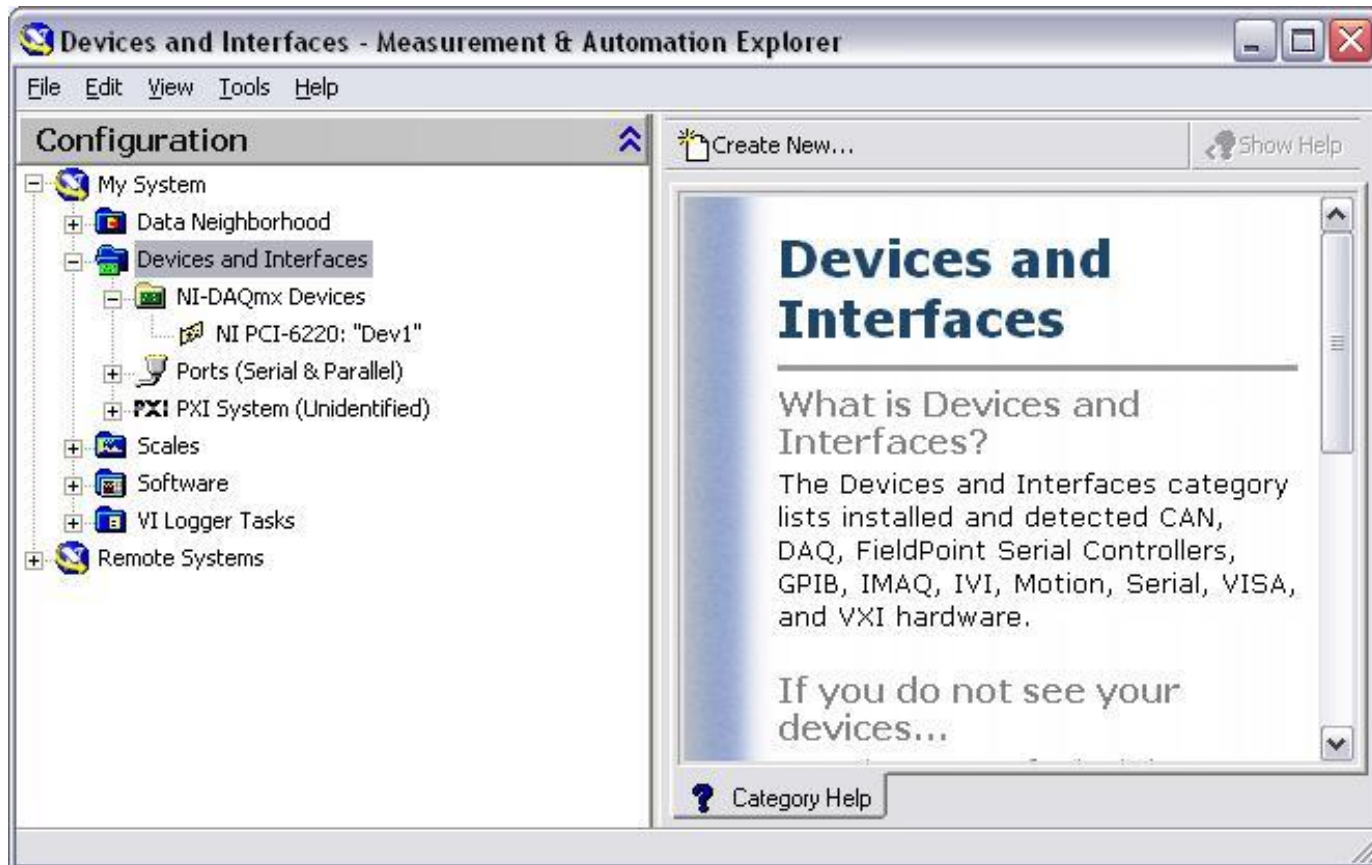 Devices and Interfaces - Measurement & Automation Explorer
File Edit View Tools Help
Configuration
My System
Data Neighborhood
Devices and Interfaces
NI-DAQmx Devices
NI PCI-6220: "Dev1"
Ports (Serial & Parallel)
PXI PXI System (Unidentified)
Scales
Software
VI Logger Tasks
Remote Systems
Create New...
Show Help
Devices and
Interfaces
What is Devices and
Interfaces?
The Devices and Interfaces category
lists installed and detected CAN,
DAQ, FieldPoint Serial Controllers,
GPIB, IMAQ, IVI, Motion, Serial, VISA,
and VXI hardware.
If you do not see your
devices...
Category Help